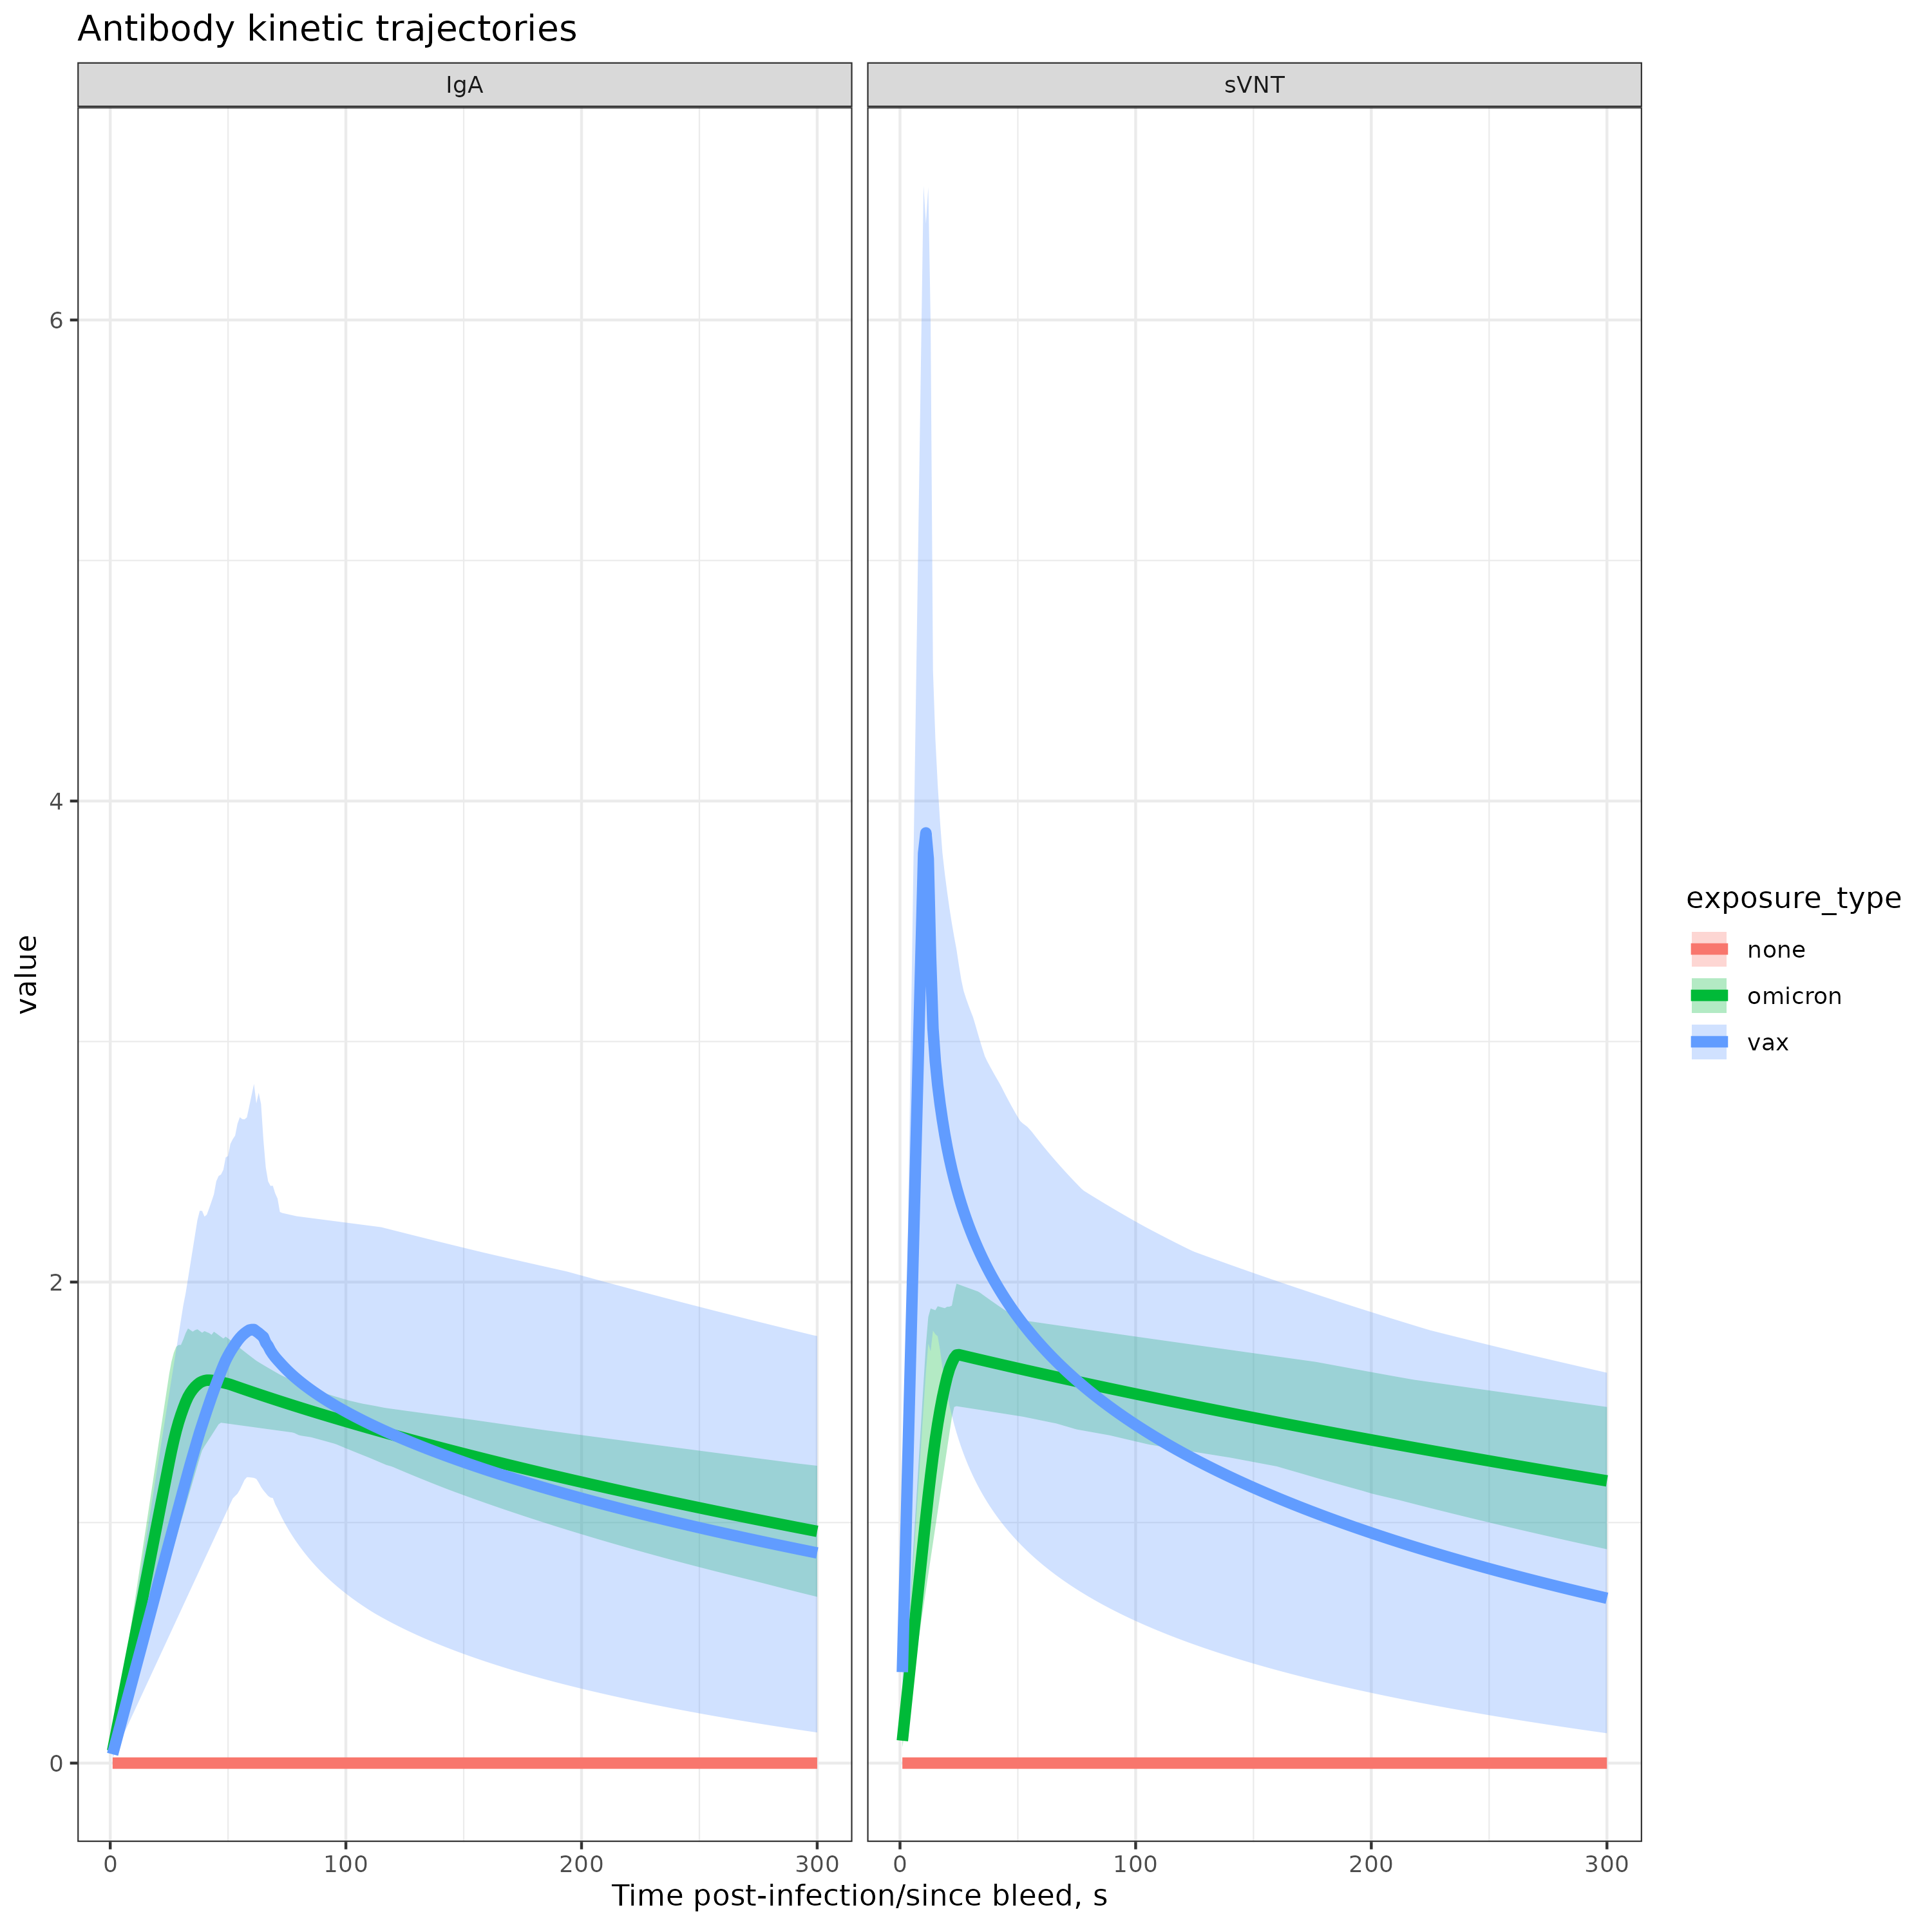 Antibody kinetic trajectories
IgA
sVNT
value
6
4
2
0
0
100
200
300
0
100
200
300
Time post-infection/since bleed, s
exposure_type
none
omicron
vax